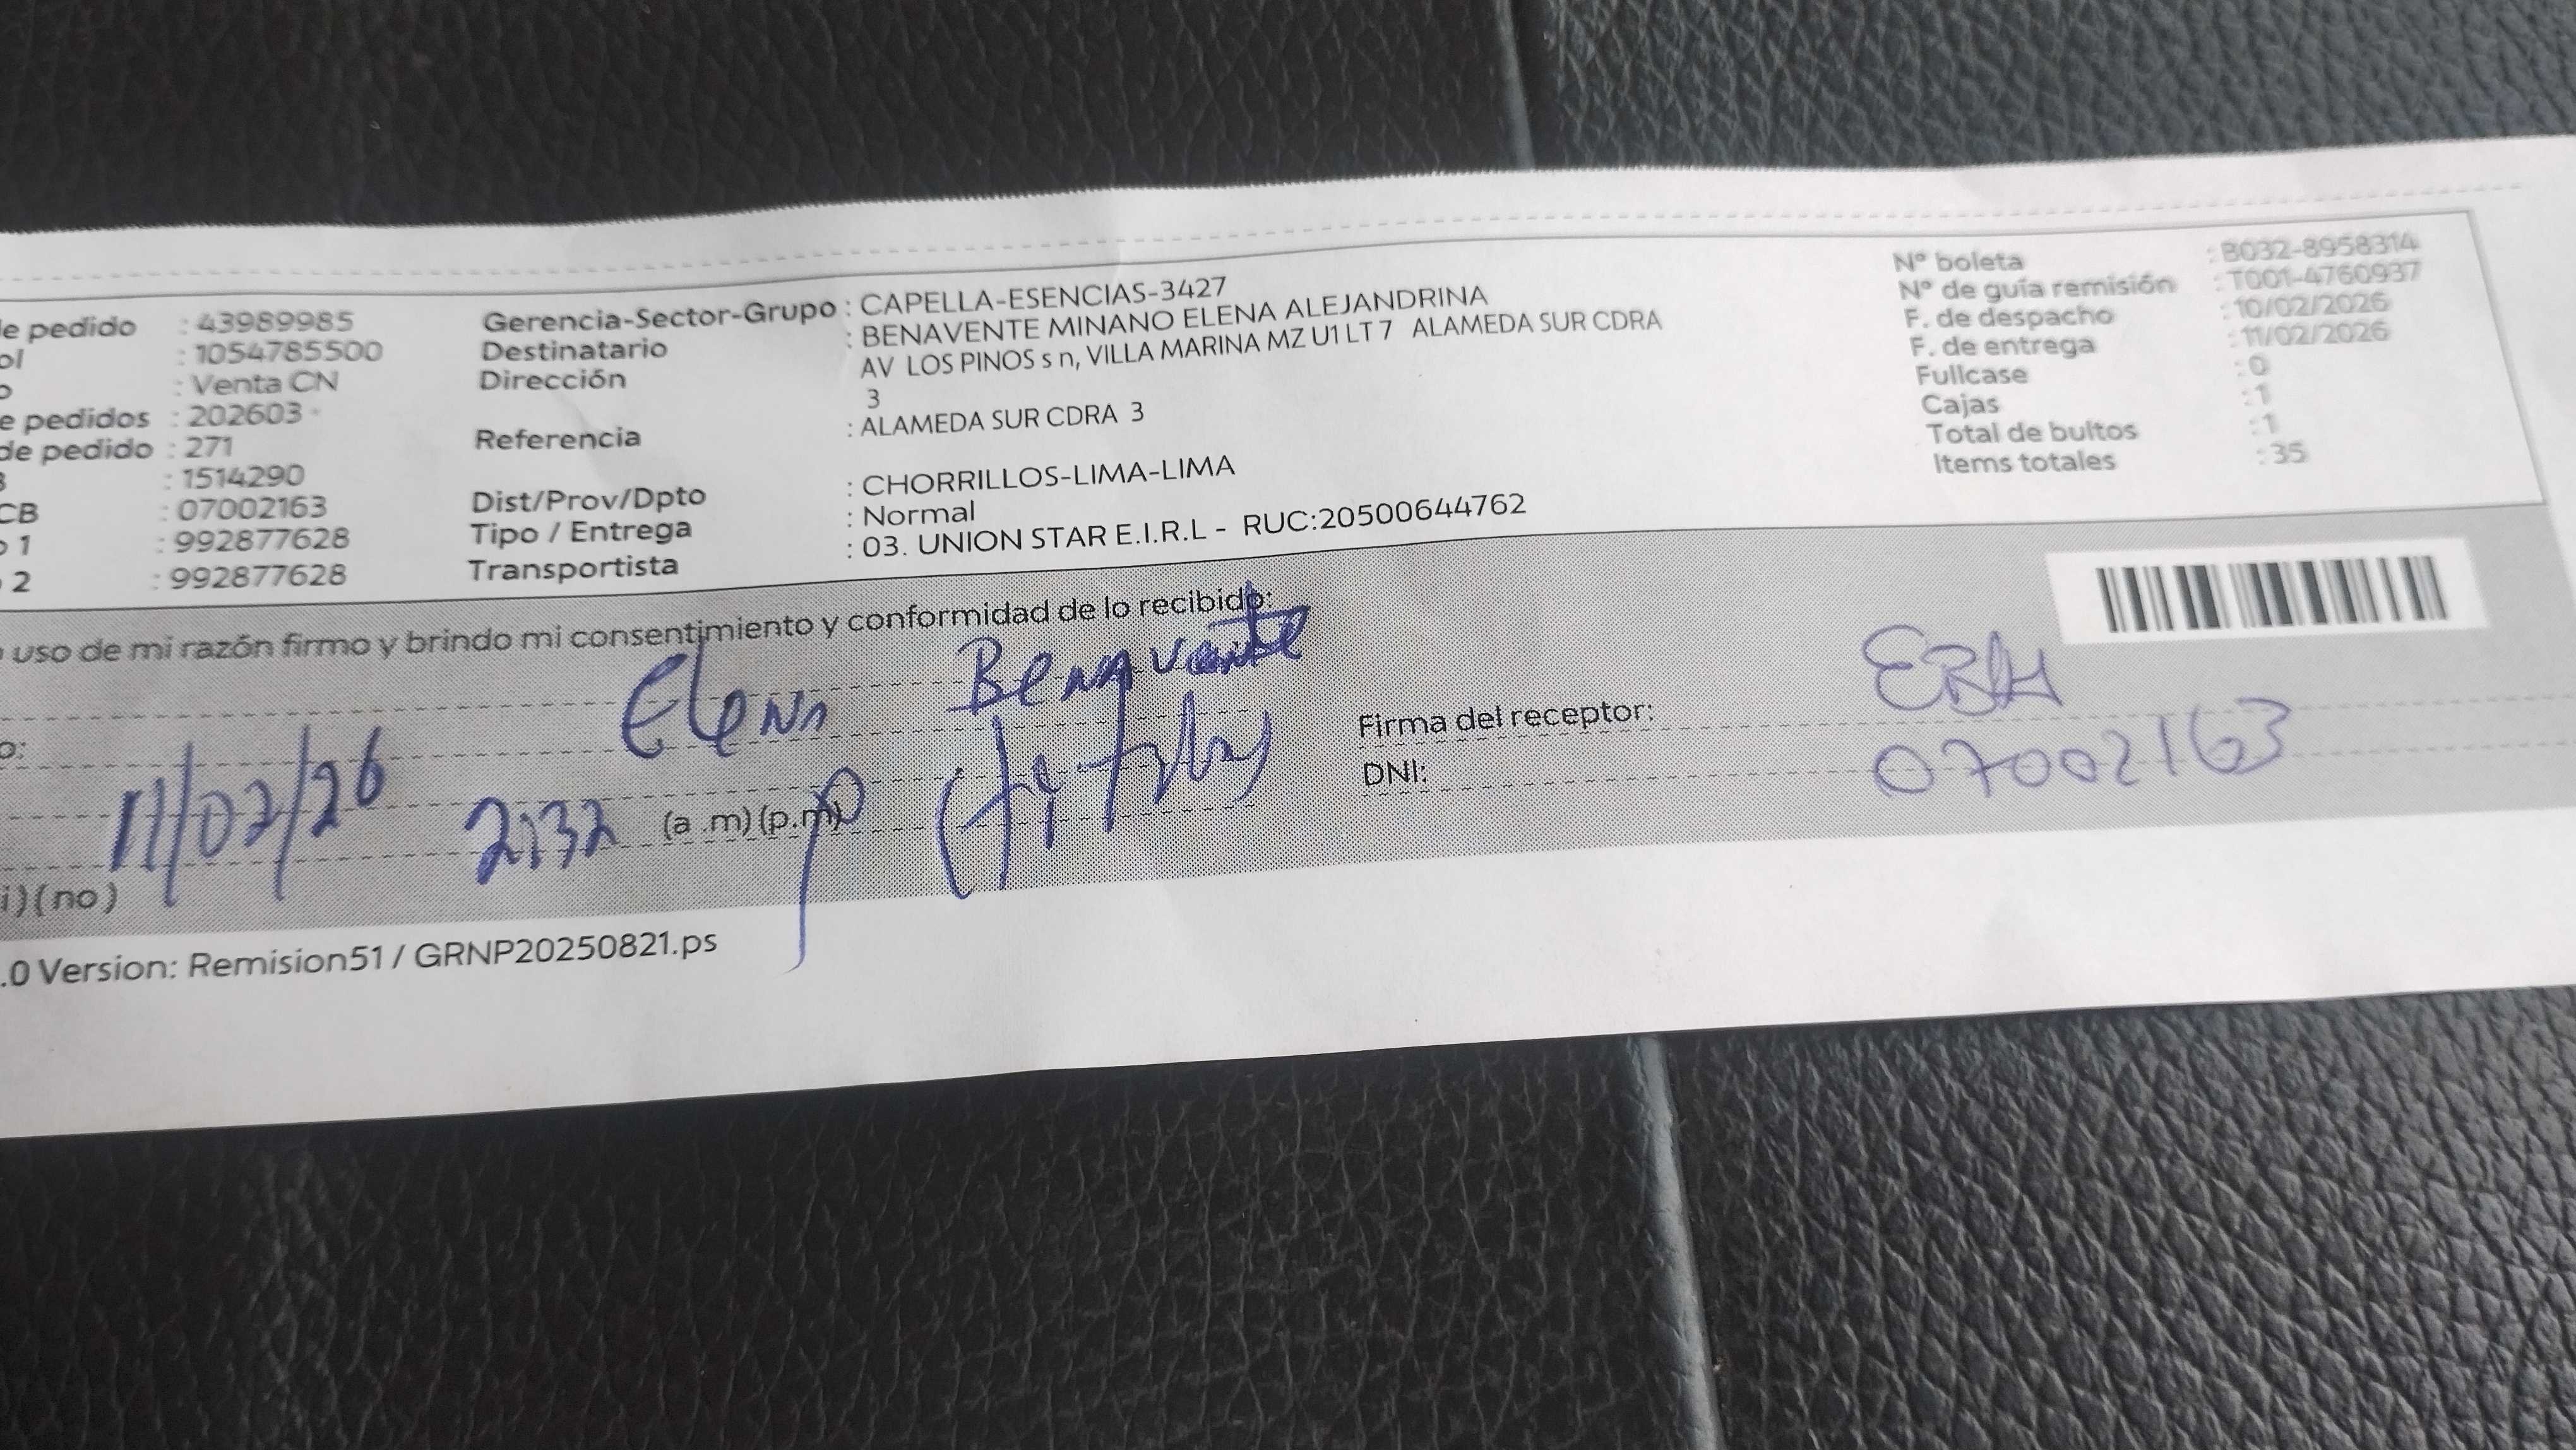 de pedido : 43989985
ol : 1054785500
o : Venta CN
e pedidos : 202603
de pedido : 271
: 1514290
CB : 07002163
o 1 : 992877628
2 : 992877628
Gerencia-Sector-Grupo : CAPELLA-ESENCIAS-3427
Destinatario : BENAVENTE MINANO ELENA ALEJANDRINA
Dirección : AV LOS PINOS s n, VILLA MARINA MZ U1 LT 7 ALAMEDA SUR CDRA
3
Referencia : ALAMEDA SUR CDRA 3
Dist/Prov/Dpto : CHORRILLOS-LIMA-LIMA
Tipo / Entrega : Normal
Transportista : 03. UNION STAR E.I.R.L - RUC:20500644762
N° boleta : B032-8958314
N° de guía remisión : T001-4760937
F. de despacho : 10/02/2026
F. de entrega : 11/02/2026
Fullcase : 0
Cajas : 1
Total de bultos : 1
Items totales : 35
uso de mi razón firmo y brindo mi consentimiento y conformidad de lo recibido:
Elena Benavente
o:
11/02/26 2:32 (a .m) (p.m)
(titular)
Firma del receptor: EBM
DNI: 07002163
i) (no)
.0 Version: Remision51 / GRNP20250821.ps